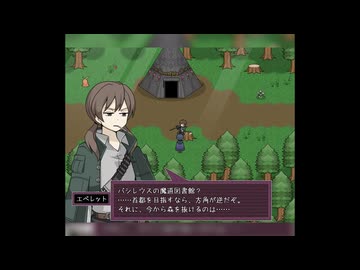 エベレット
バシレウスの魔道図書館?
……首都を目指すなら、方角が逆だぞ。
それに、今から森を抜けるのは……